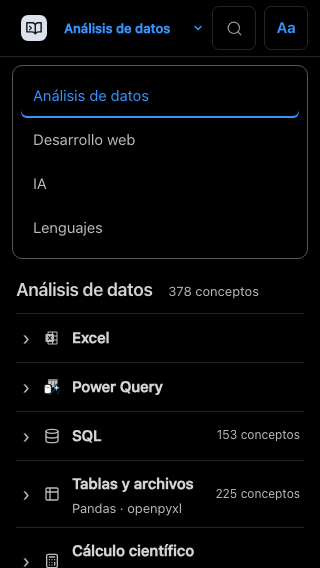 Análisis de datos
Aa
Análisis de datos
Desarrollo web
IA
Lenguajes
Análisis de datos 378 conceptos
Excel
Power Query
SQL 153 conceptos
Tablas y archivos 225 conceptos
Pandas · openpyxl
Cálculo científico